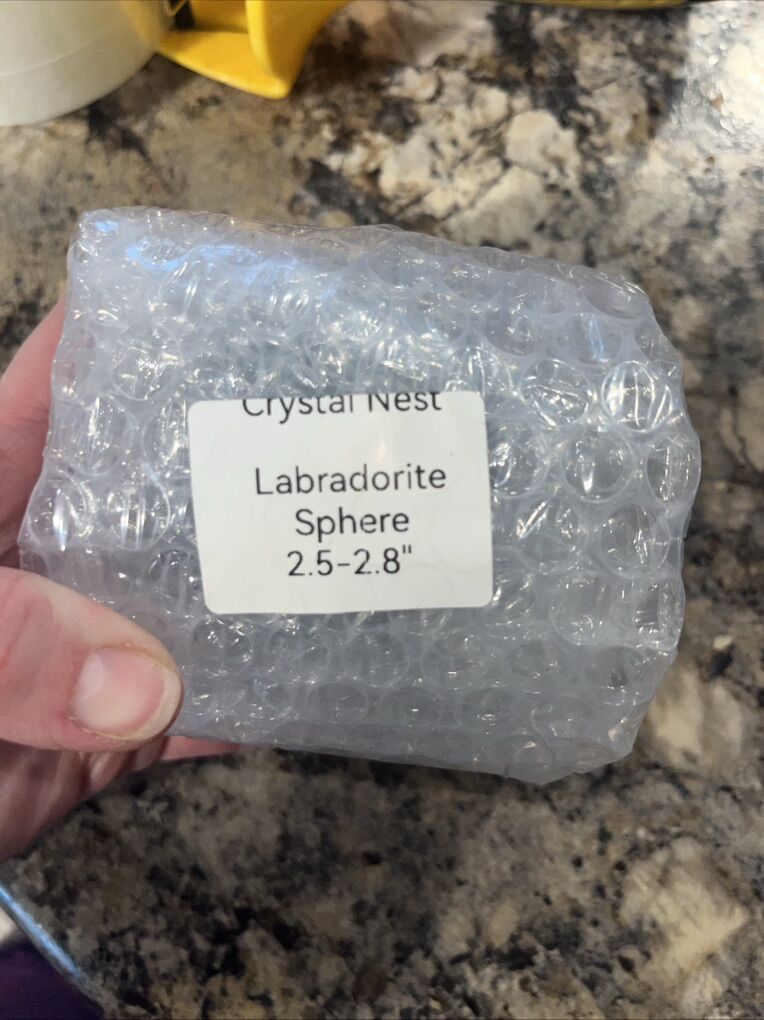 Crystal Nest
Labradorite
Sphere
2.5-2.8"